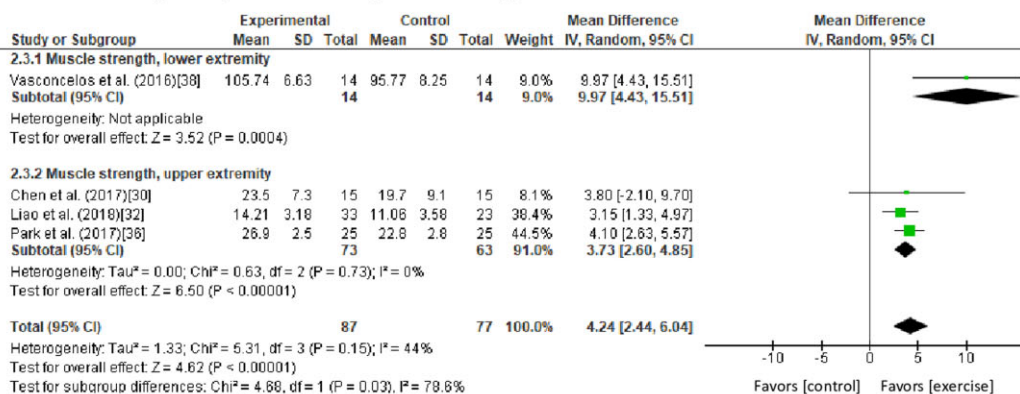 Experimental Control Mean Difference Mean Difference
Study or Subgroup Mean SD Total Mean SD Total Weight IV, Random, 95% CI IV, Random, 95% CI
2.3.1 Muscle strength, lower extremity
Vasconcelos et al. (2016)[38] 105.74 6.63 14 95.77 8.25 14 9.0% 9.97 [4.43, 15.51]
Subtotal (95% CI) 14 14 9.0% 9.97 [4.43, 15.51]
Heterogeneity: Not applicable
Test for overall effect: Z = 3.52 (P = 0.0004)
2.3.2 Muscle strength, upper extremity
Chen et al. (2017)[30] 23.5 7.3 15 19.7 9.1 15 8.1% 3.80 [-2.10, 9.70]
Liao et al. (2018)[32] 14.21 3.18 33 11.06 3.58 23 38.4% 3.15 [1.33, 4.97]
Park et al. (2017)[36] 26.9 2.5 25 22.8 2.8 25 44.5% 4.10 [2.63, 5.57]
Subtotal (95% CI) 73 63 91.0% 3.73 [2.60, 4.85]
Heterogeneity: Tau² = 0.00; Chi² = 0.63, df = 2 (P = 0.73); I² = 0%
Test for overall effect: Z = 6.50 (P < 0.00001)
Total (95% CI) 87 77 100.0% 4.24 [2.44, 6.04]
Heterogeneity: Tau² = 1.33; Chi² = 5.31, df = 3 (P = 0.15); I² = 44%
Test for overall effect: Z = 4.62 (P < 0.00001)
Test for subgroup differences: Chi² = 4.68, df = 1 (P = 0.03), I² = 78.6%
-10 -5 0 5 10
Favors [control] Favors [exercise]